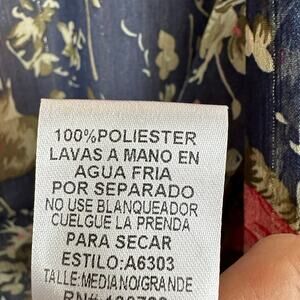 100%POLIESTER
LAVAS A MANO EN
AGUA FRIA
POR SEPARADO
NO USE BLANQUEADOR
CUELGUE LA PRENDA
PARA SECAR
ESTILO:A6303
TALLE:MEDIANO/GRANDE
RN#